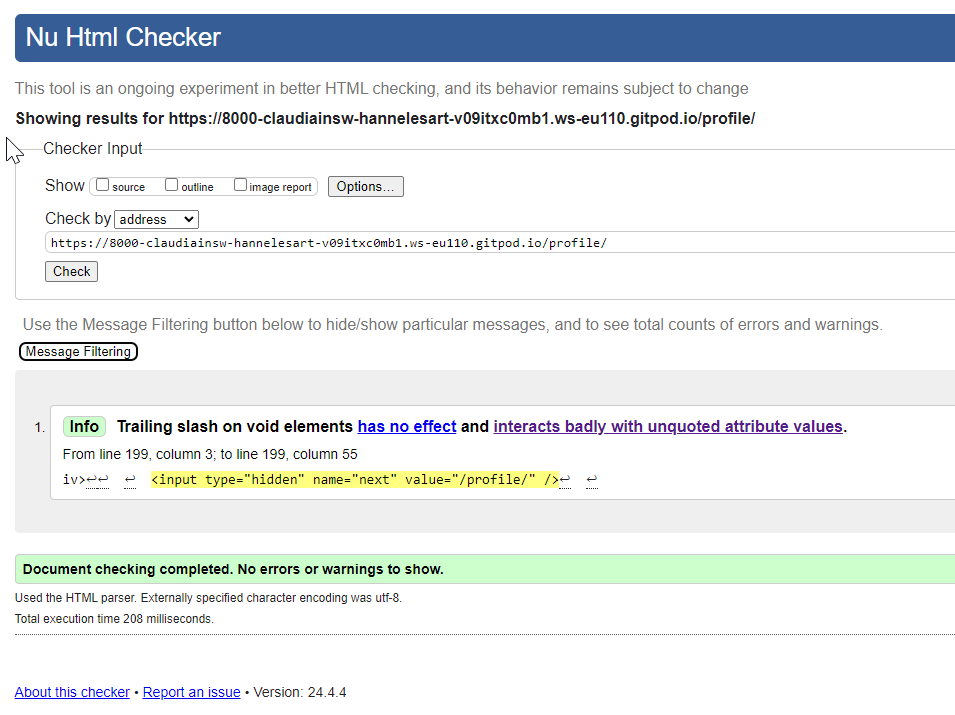 Nu Html Checker
This tool is an ongoing experiment in better HTML checking, and its behavior remains subject to change
Showing results for https://8000-claudiainsw-hannelesart-v09itxc0mb1.ws-eu110.gitpod.io/profile/
Checker Input
Show source outline image report Options...
Check by address
https://8000-claudiainsw-hannelesart-v09itxc0mb1.ws-eu110.gitpod.io/profile/
Check
Use the Message Filtering button below to hide/show particular messages, and to see total counts of errors and warnings.
Message Filtering
1. Info Trailing slash on void elements has no effect and interacts badly with unquoted attribute values.
From line 199, column 3; to line 199, column 55
iv>↩↩ ↩ <input type="hidden" name="next" value="/profile/" />↩ ↩
Document checking completed. No errors or warnings to show.
Used the HTML parser. Externally specified character encoding was utf-8.
Total execution time 208 milliseconds.
About this checker • Report an issue • Version: 24.4.4